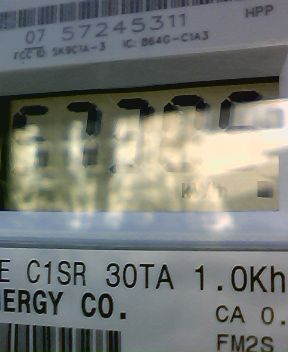 HPP
07 57245311
FCC ID: SK9C1A-3 IC: 864G-C1A3
KWh
E C1SR 30TA 1.0Kh
ERGY CO.
CA 0.
FM2S